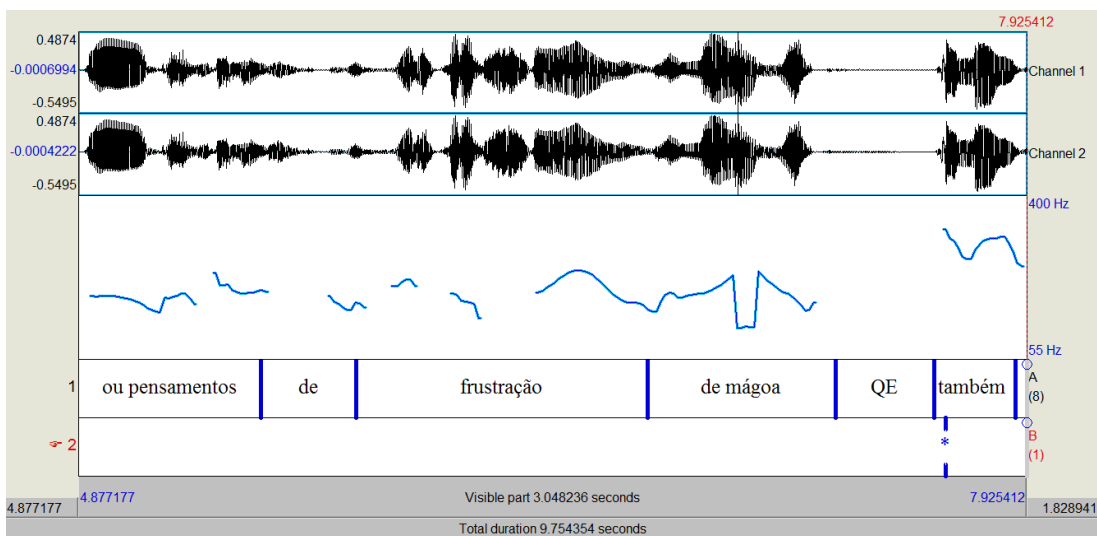 7.925412
0.4874
-0.0006994
-0.5495
Channel 1
0.4874
-0.0004222
-0.5495
Channel 2
400 Hz
55 Hz
1 ou pensamentos de frustração de mágoa QE também A (8)
2 * B (1)
4.877177 4.877177 Visible part 3.048236 seconds 7.925412 1.828941
Total duration 9.754354 seconds